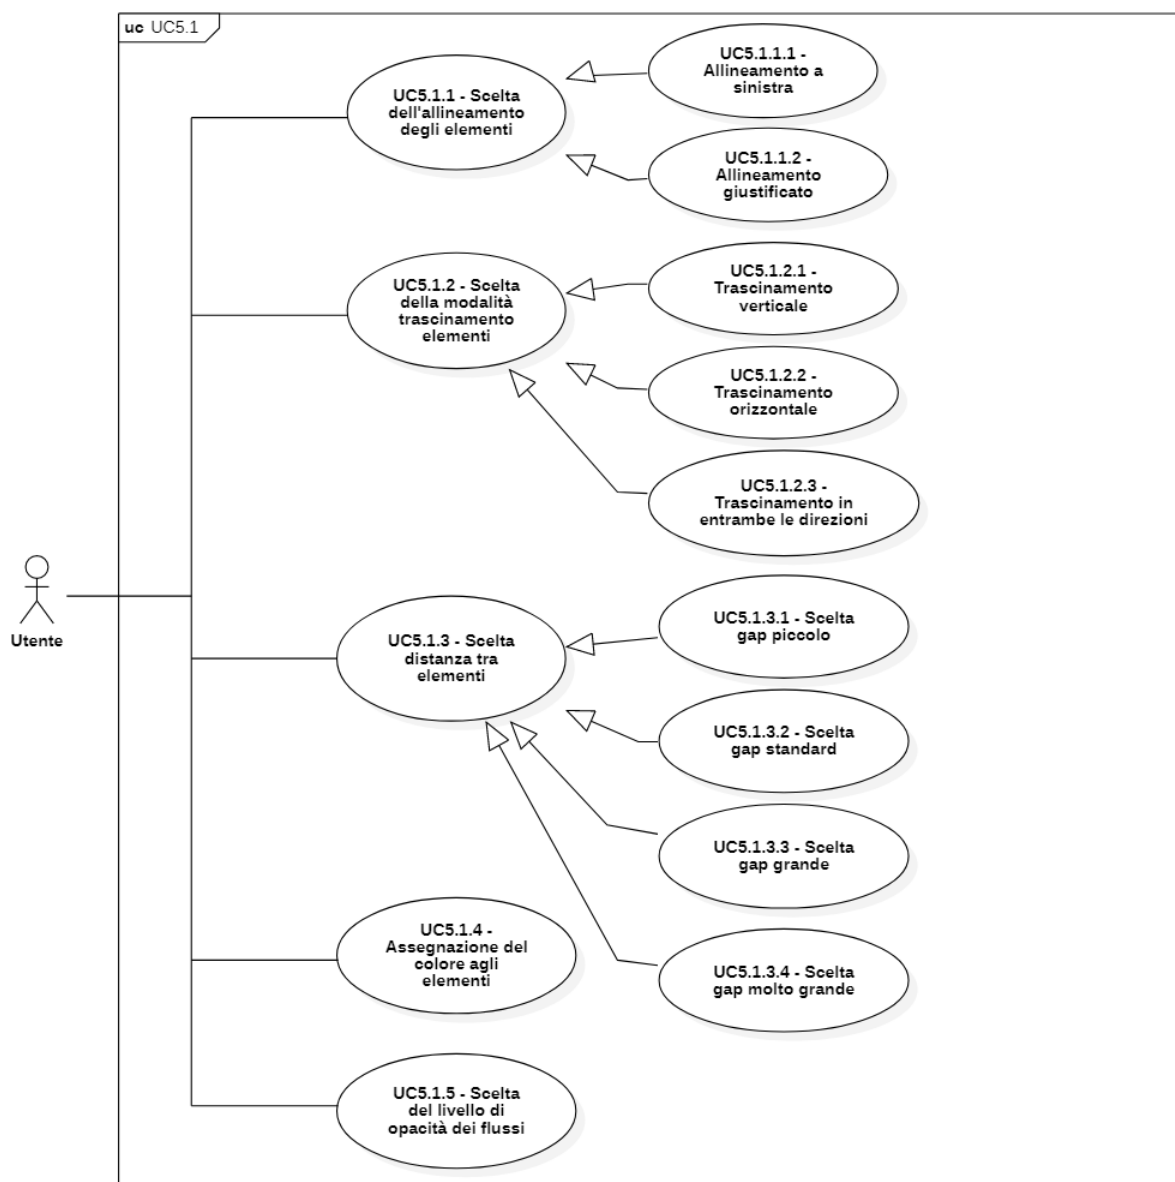 uc UC5.1
UC5.1.1 - Scelta
dell'allineamento
degli elementi
UC5.1.1.1 -
Allineamento a
sinistra
UC5.1.1.2 -
Allineamento
giustificato
UC5.1.2 - Scelta
della modalità
trascinamento
elementi
UC5.1.2.1 -
Trascinamento
verticale
UC5.1.2.2 -
Trascinamento
orizzontale
UC5.1.2.3 -
Trascinamento in
entrambe le direzioni
Utente
UC5.1.3 - Scelta
distanza tra
elementi
UC5.1.3.1 - Scelta
gap piccolo
UC5.1.3.2 - Scelta
gap standard
UC5.1.3.3 - Scelta
gap grande
UC5.1.3.4 - Scelta
gap molto grande
UC5.1.4 -
Assegnazione del
colore agli
elementi
UC5.1.5 - Scelta
del livello di
opacità dei flussi